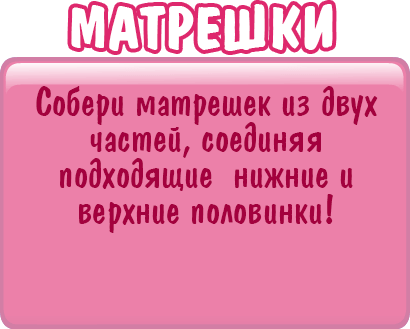 МАТРЕШКИ
Собери матрешек из двух
частей, соединяя
подходящие нижние и
верхние половинки!